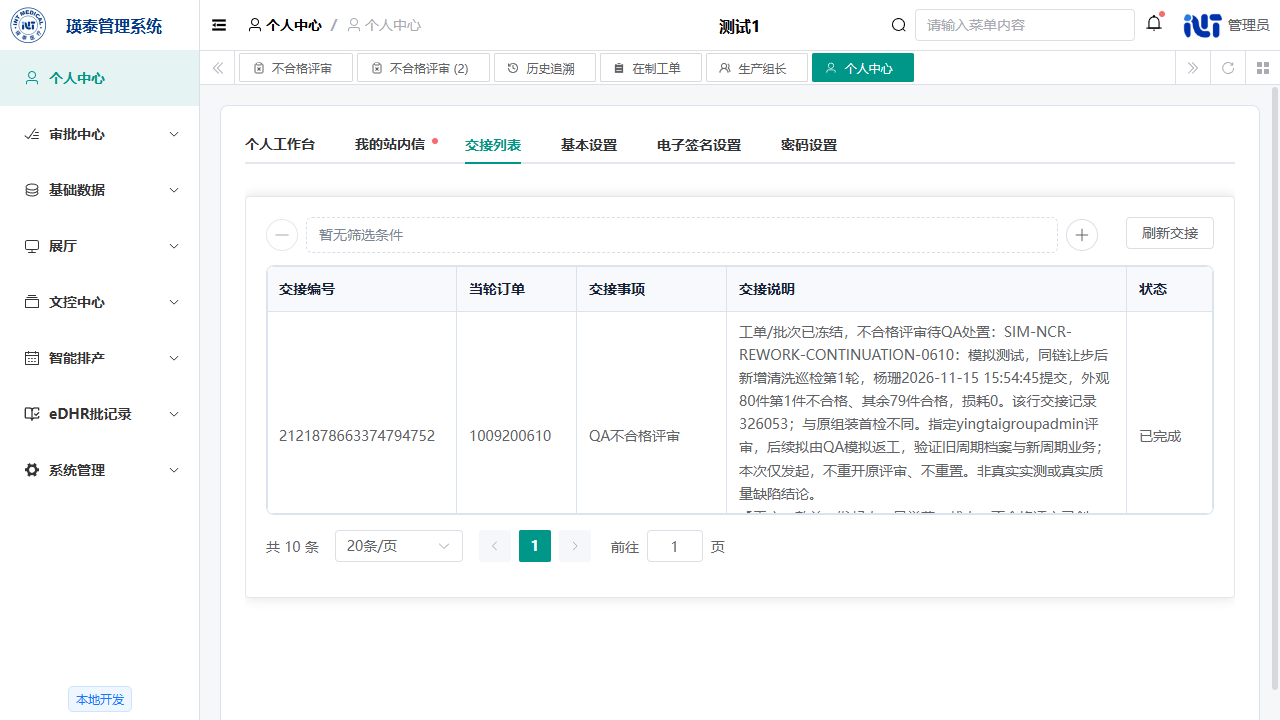 瑛泰管理系统
个人中心 / 个人中心
测试1
请输入菜单内容
管理员
不合格评审
不合格评审 (2)
历史追溯
在制工单
生产组长
个人中心
个人中心
审批中心
基础数据
展厅
文控中心
智能排产
eDHR批记录
系统管理
本地开发
个人工作台
我的站内信
交接列表
基本设置
电子签名设置
密码设置
暂无筛选条件
刷新交接
交接编号
当轮订单
交接事项
交接说明
状态
2121878663374794752
1009200610
QA不合格评审
工单/批次已冻结，不合格评审待QA处置：SIM-NCR-
REWORK-CONTINUATION-0610：模拟测试，同链让步后
新增清洗巡检第1轮，杨珊2026-11-15 15:54:45提交，外观
80件第1件不合格、其余79件合格，损耗0。该行交接记录
326053；与原组装首检不同。指定yingtaigroupadmin评
审，后续拟由QA模拟返工，验证旧周期档案与新周期业务；
本次仅发起，不重开原评审、不重置。非真实实测或真实质
量缺陷结论。
已完成
共 10 条
20条/页
1
前往
1
页